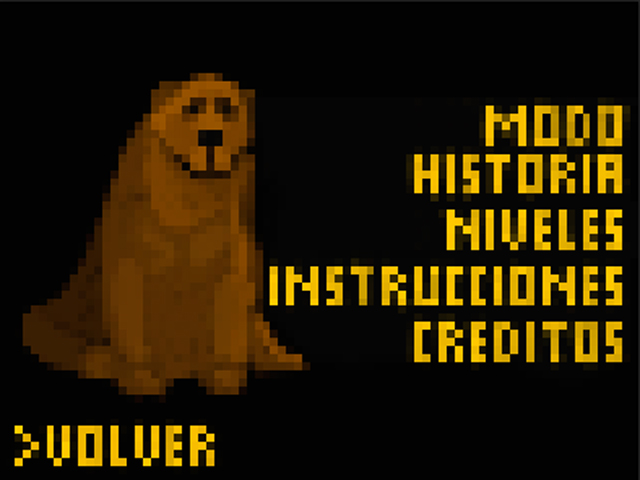 MODO
HISTORIA
NIVELES
INSTRUCCIONES
CREDITOS
>VOLVER